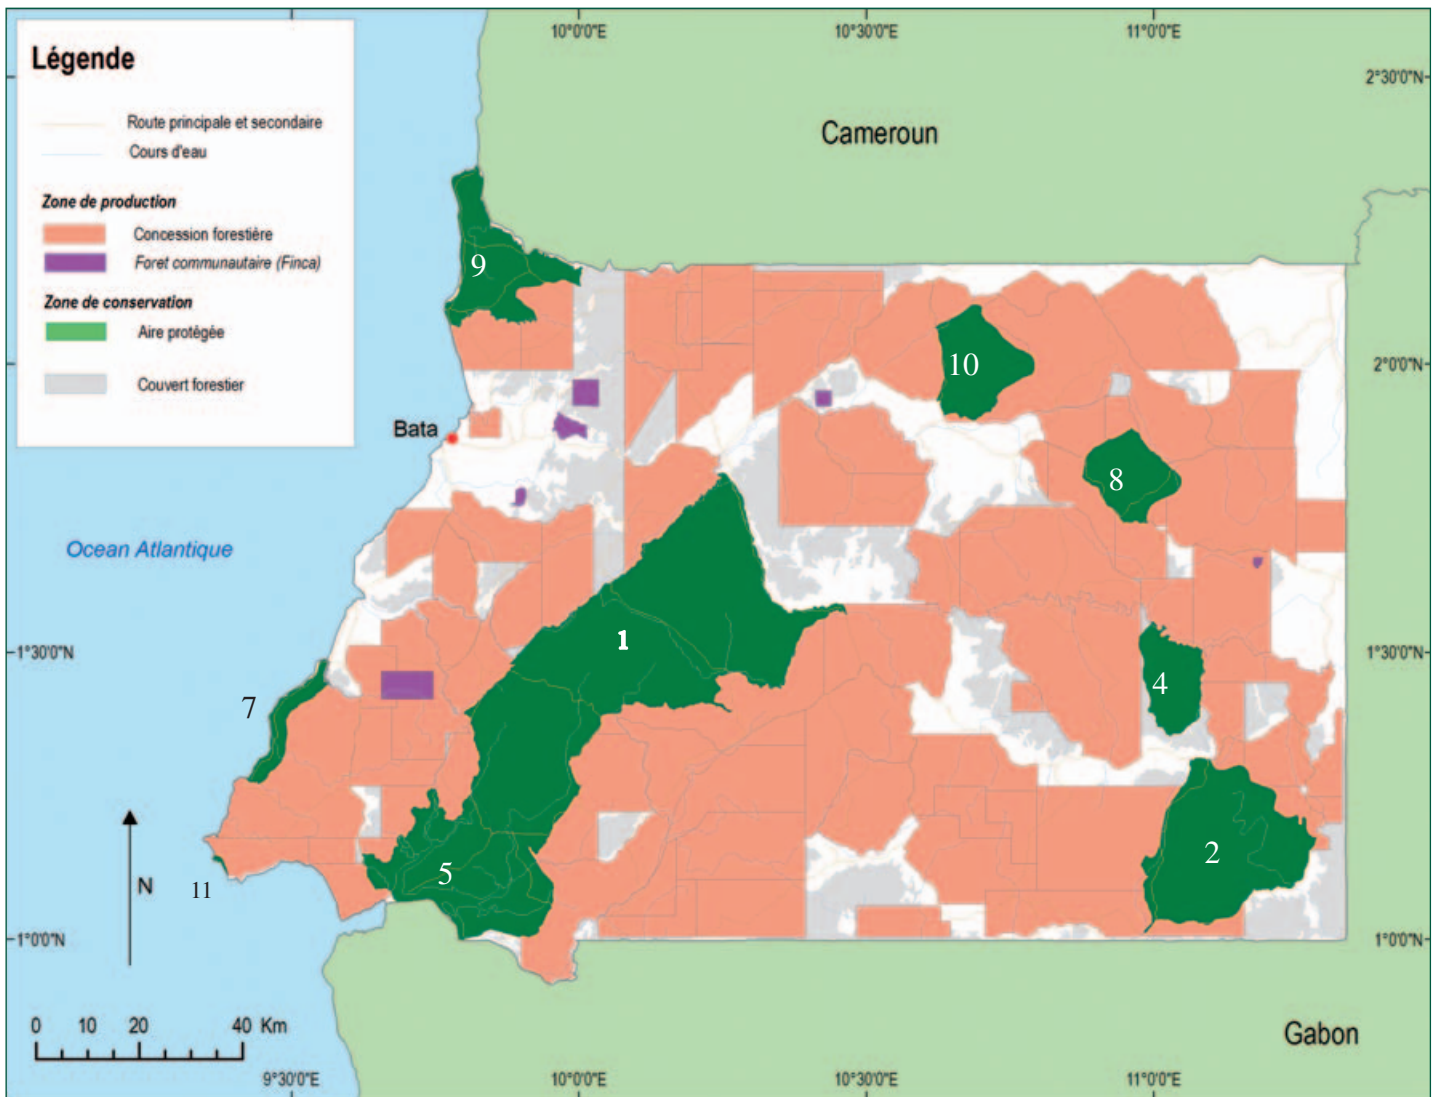 10°0'0"E
10°30'0"E
11°0'0"E
Légende
Route principale et secondaire
Cours d'eau
Zone de production
Concession forestière
Foret communautaire (Finca)
Zone de conservation
Aire protégée
Couvert forestier
2°30'0"N
Cameroun
9
10
2°0'0"N
Bata
8
Ocean Atlantique
1
1°30'0"N
1°30'0"N
4
7
5
2
11
N
1°0'0"N
1°0'0"N
0 10 20 40 Km
Gabon
9°30'0"E
10°0'0"E
10°30'0"E
11°0'0"E